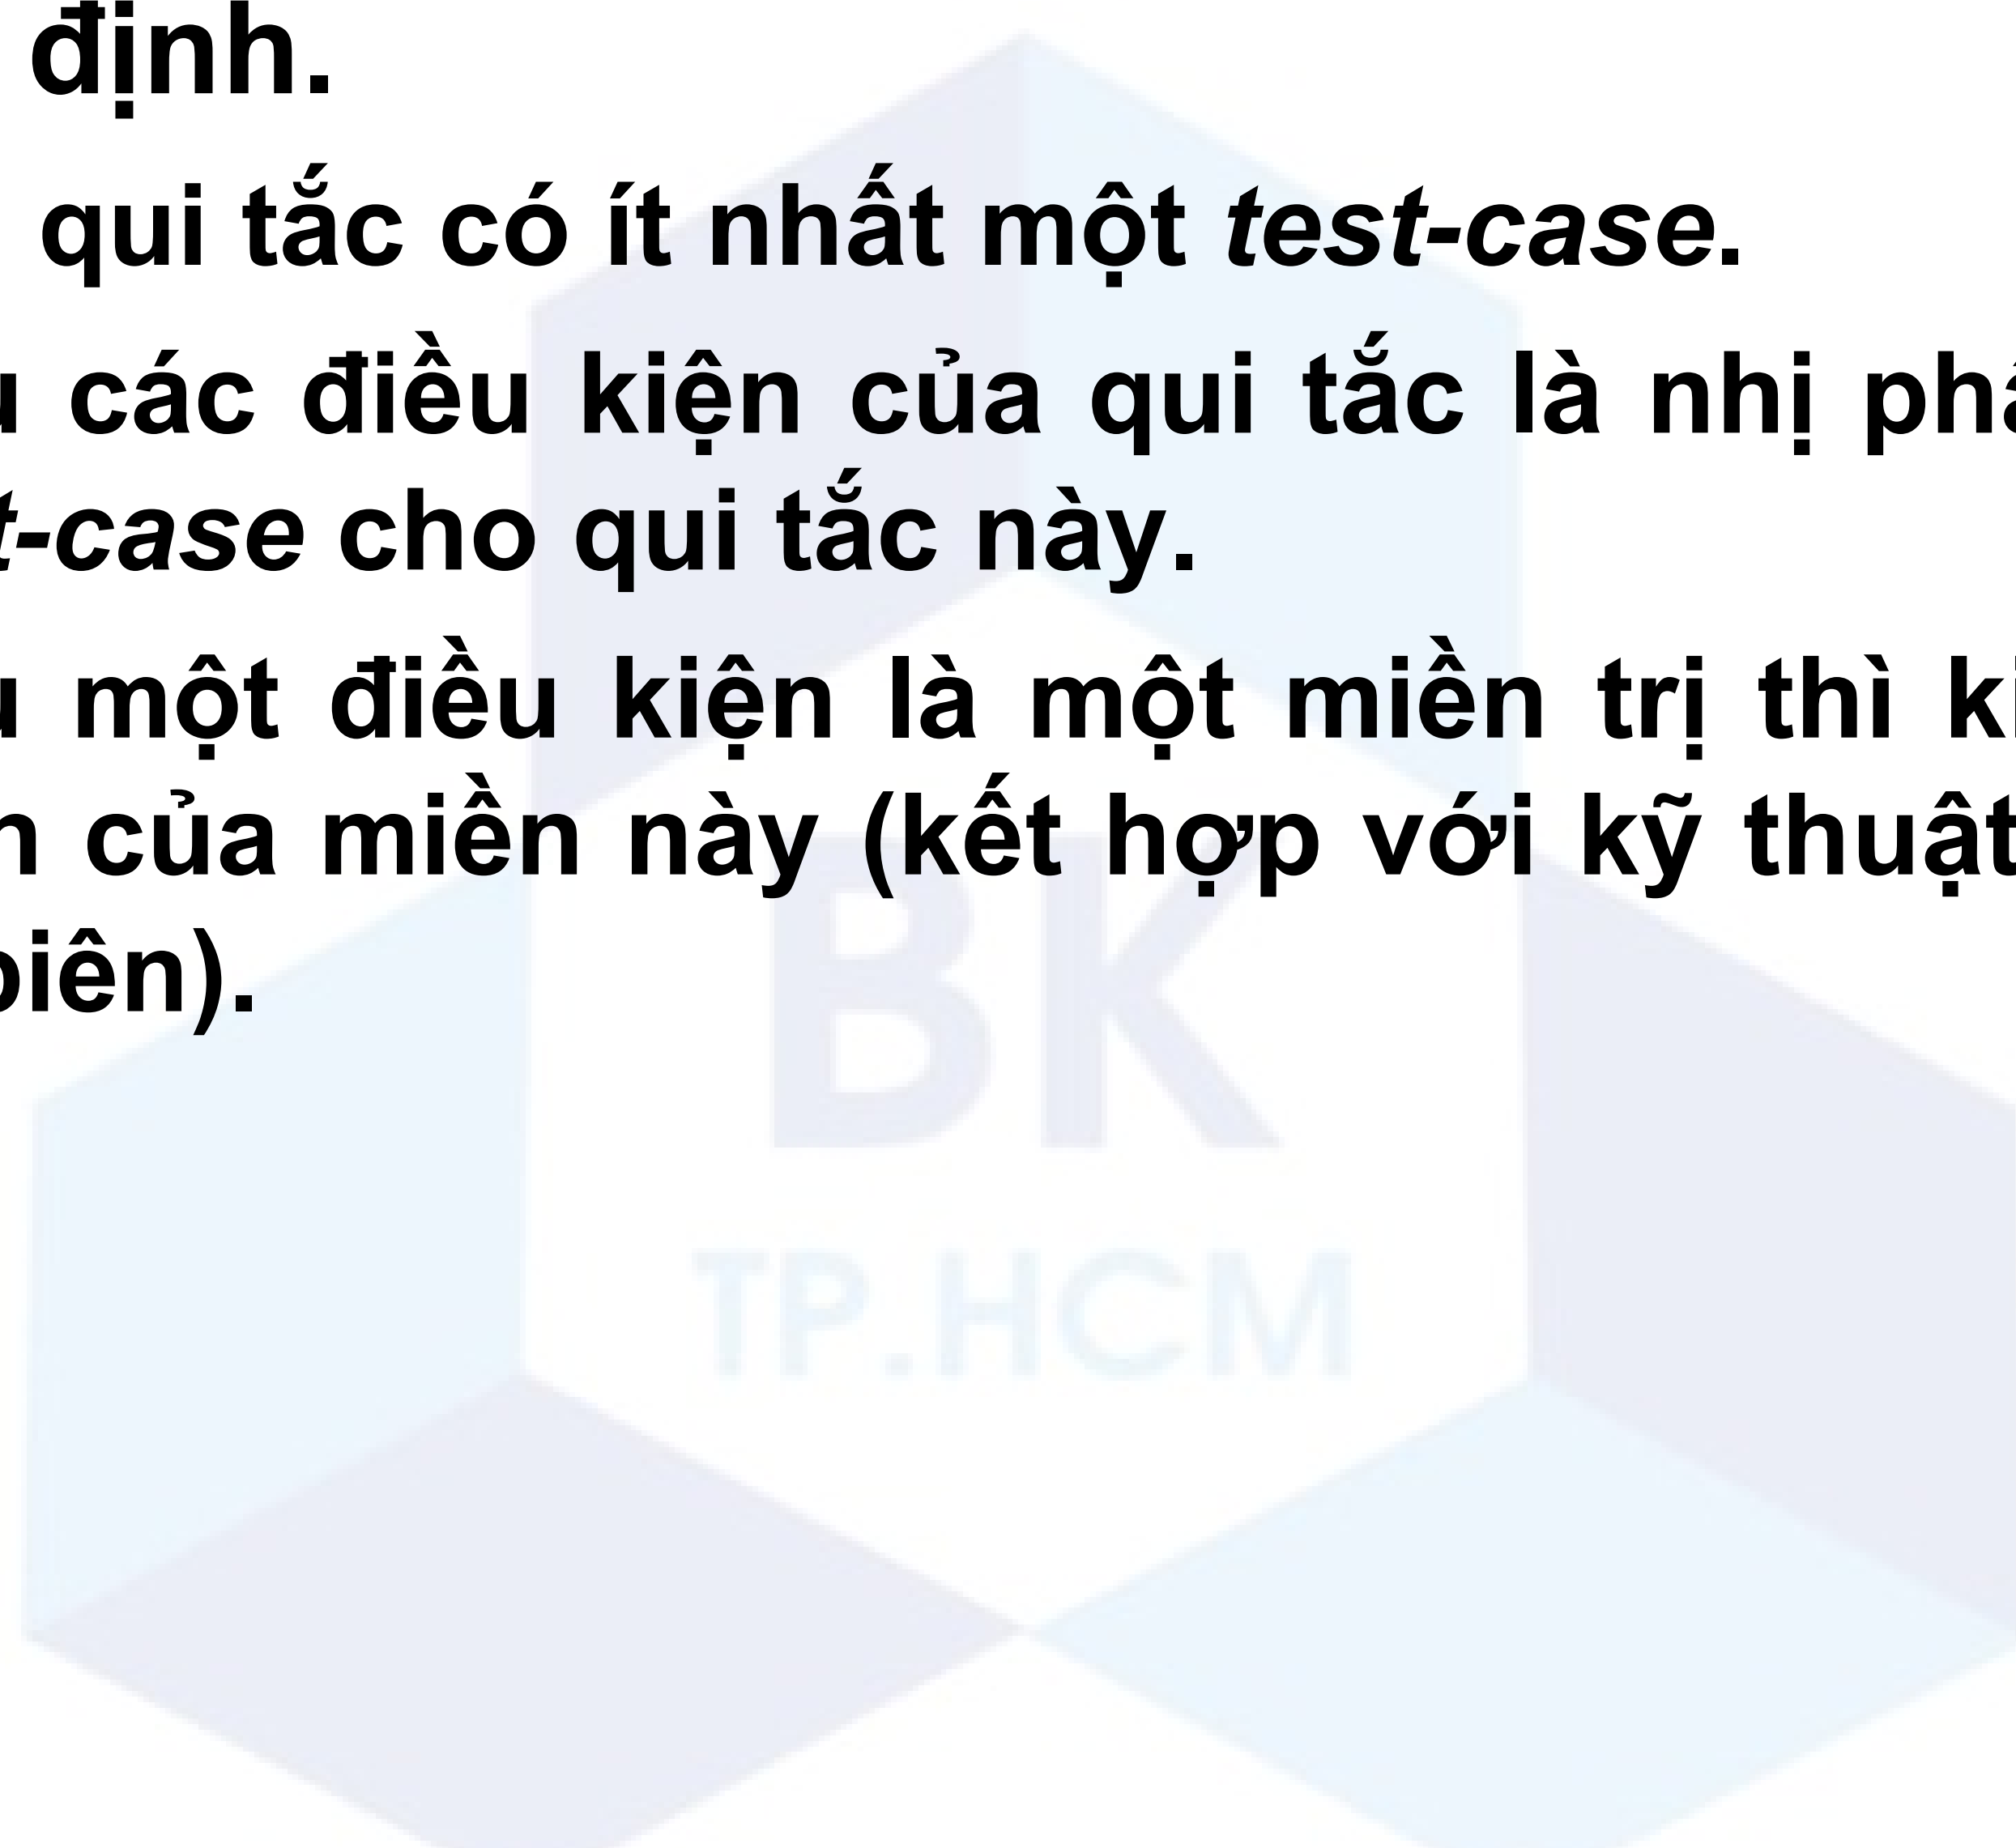 định.
qui tắc có ít nhất một test-case.
các điều kiện của qui tắc là nhị
t-case cho qui tắc này.
một điều kiện là một miền trị thì
của miền này (kết hợp với kỹ thuật
biên).
BK
TP.HCM